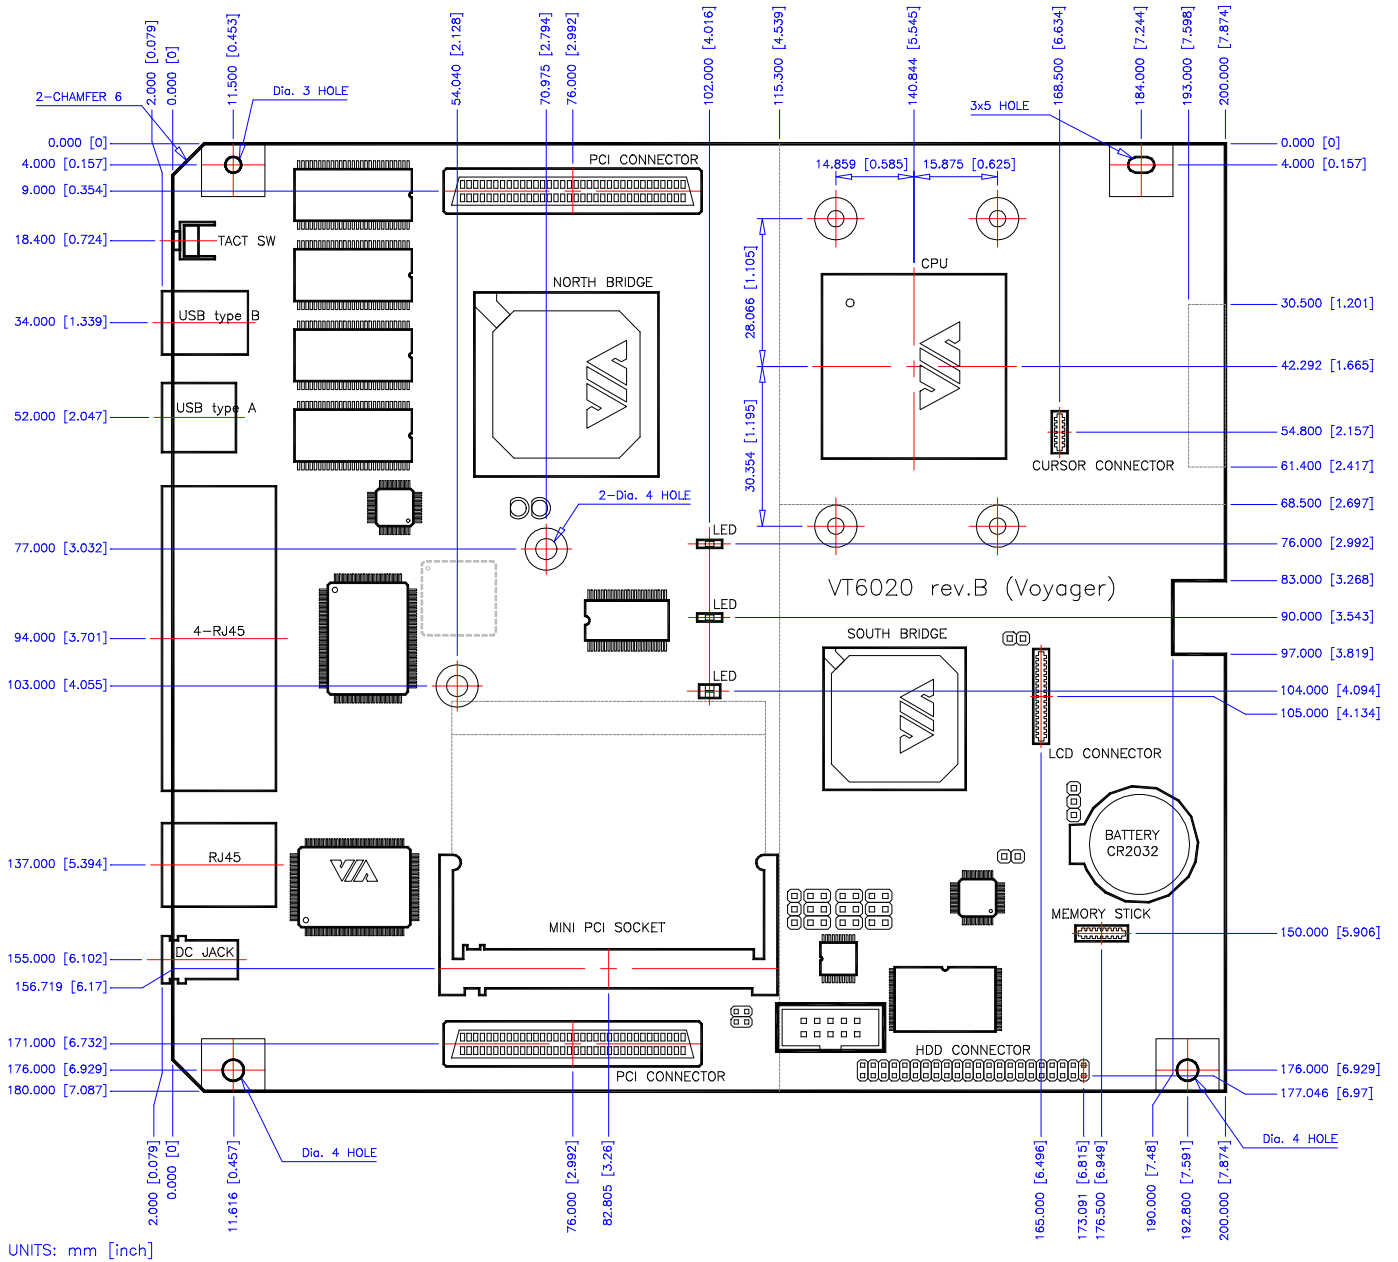 2.000 [0.079]
0.000 [0]
11.500 [0.453]
54.040 [2.128]
70.975 [2.794]
76.000 [2.992]
102.000 [4.016]
115.300 [4.539]
140.844 [5.545]
168.500 [6.634]
184.000 [7.244]
193.000 [7.598]
200.000 [7.874]
2-CHAMFER 6
Dia. 3 HOLE
3x5 HOLE
0.000 [0]
4.000 [0.157]
9.000 [0.354]
18.400 [0.724]
34.000 [1.339]
52.000 [2.047]
77.000 [3.032]
94.000 [3.701]
103.000 [4.055]
137.000 [5.394]
155.000 [6.102]
156.719 [6.17]
171.000 [6.732]
176.000 [6.929]
180.000 [7.087]
PCI CONNECTOR
14.859 [0.585]
15.875 [0.625]
TACT SW
CPU
NORTH BRIDGE
28.066 [1.105]
USB type B
VIA
VIA
USB type A
30.354 [1.195]
CURSOR CONNECTOR
2-Dia. 4 HOLE
LED
VT6020 rev.B (Voyager)
LED
4-RJ45
SOUTH BRIDGE
LED
VIA
LCD CONNECTOR
BATTERY
CR2032
RJ45
VIA
MEMORY STICK
MINI PCI SOCKET
DC JACK
HDD CONNECTOR
PCI CONNECTOR
0.000 [0]
4.000 [0.157]
30.500 [1.201]
42.292 [1.665]
54.800 [2.157]
61.400 [2.417]
68.500 [2.697]
76.000 [2.992]
83.000 [3.268]
90.000 [3.543]
97.000 [3.819]
104.000 [4.094]
105.000 [4.134]
150.000 [5.906]
176.000 [6.929]
177.046 [6.97]
Dia. 4 HOLE
Dia. 4 HOLE
2.000 [0.079]
0.000 [0]
11.616 [0.457]
76.000 [2.992]
82.805 [3.26]
165.000 [6.496]
173.091 [6.815]
176.500 [6.949]
190.000 [7.48]
192.800 [7.591]
200.000 [7.874]
UNITS: mm [inch]